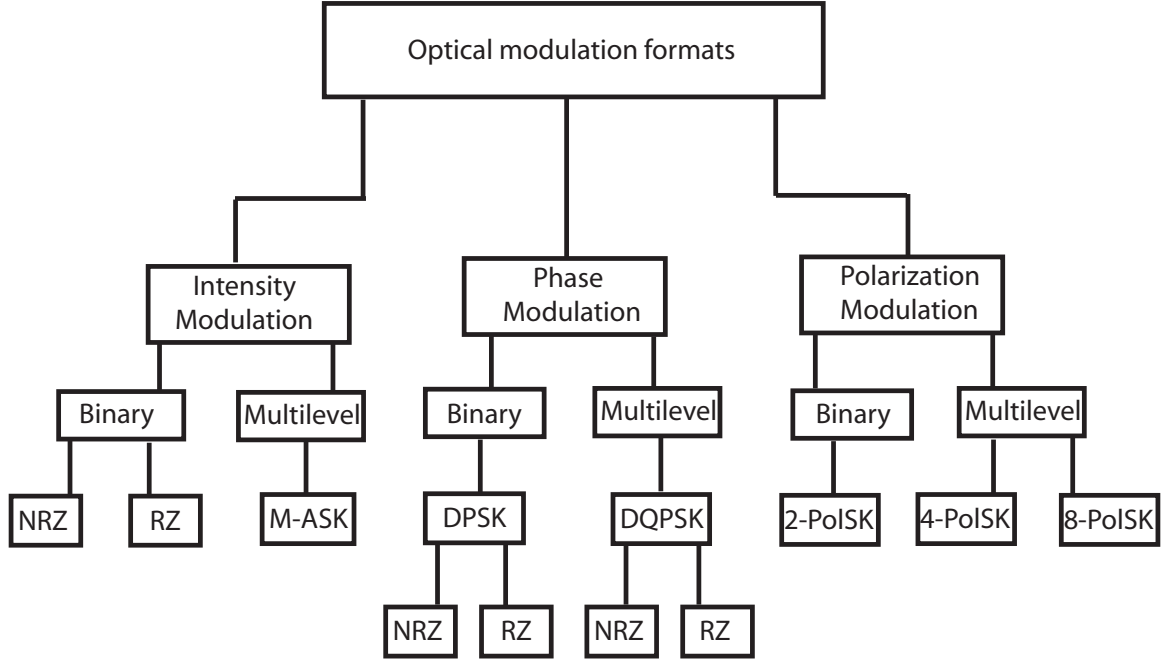 Optical modulation formats
Intensity
Modulation
Phase
Modulation
Polarization
Modulation
Binary
Multilevel
Binary
Multilevel
Binary
Multilevel
NRZ
RZ
M-ASK
DPSK
DQPSK
2-PolSK
4-PolSK
8-PolSK
NRZ
RZ
NRZ
RZ